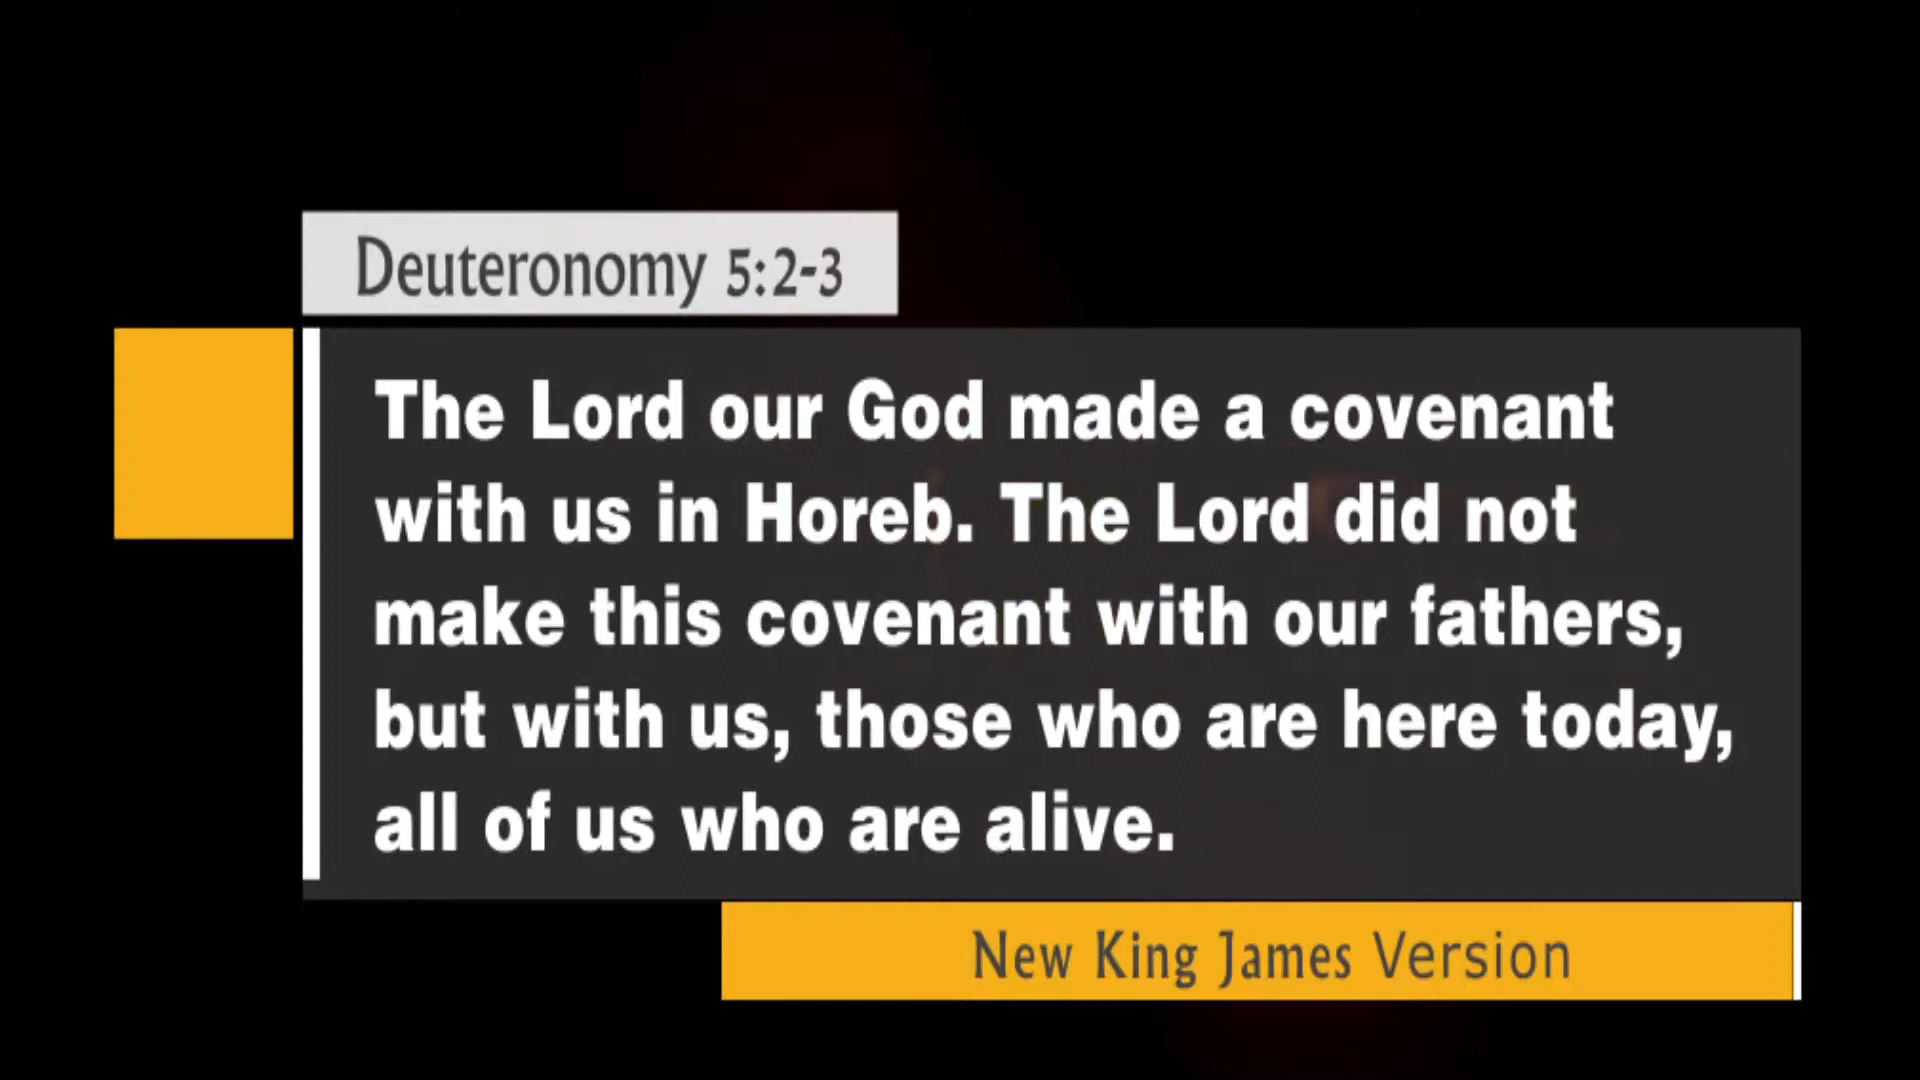 Deuteronomy 5:2-3
The Lord our God made a covenant
with us in Horeb. The Lord did not
make this covenant with our fathers,
but with us, those who are here today,
all of us who are alive.
New King James Version